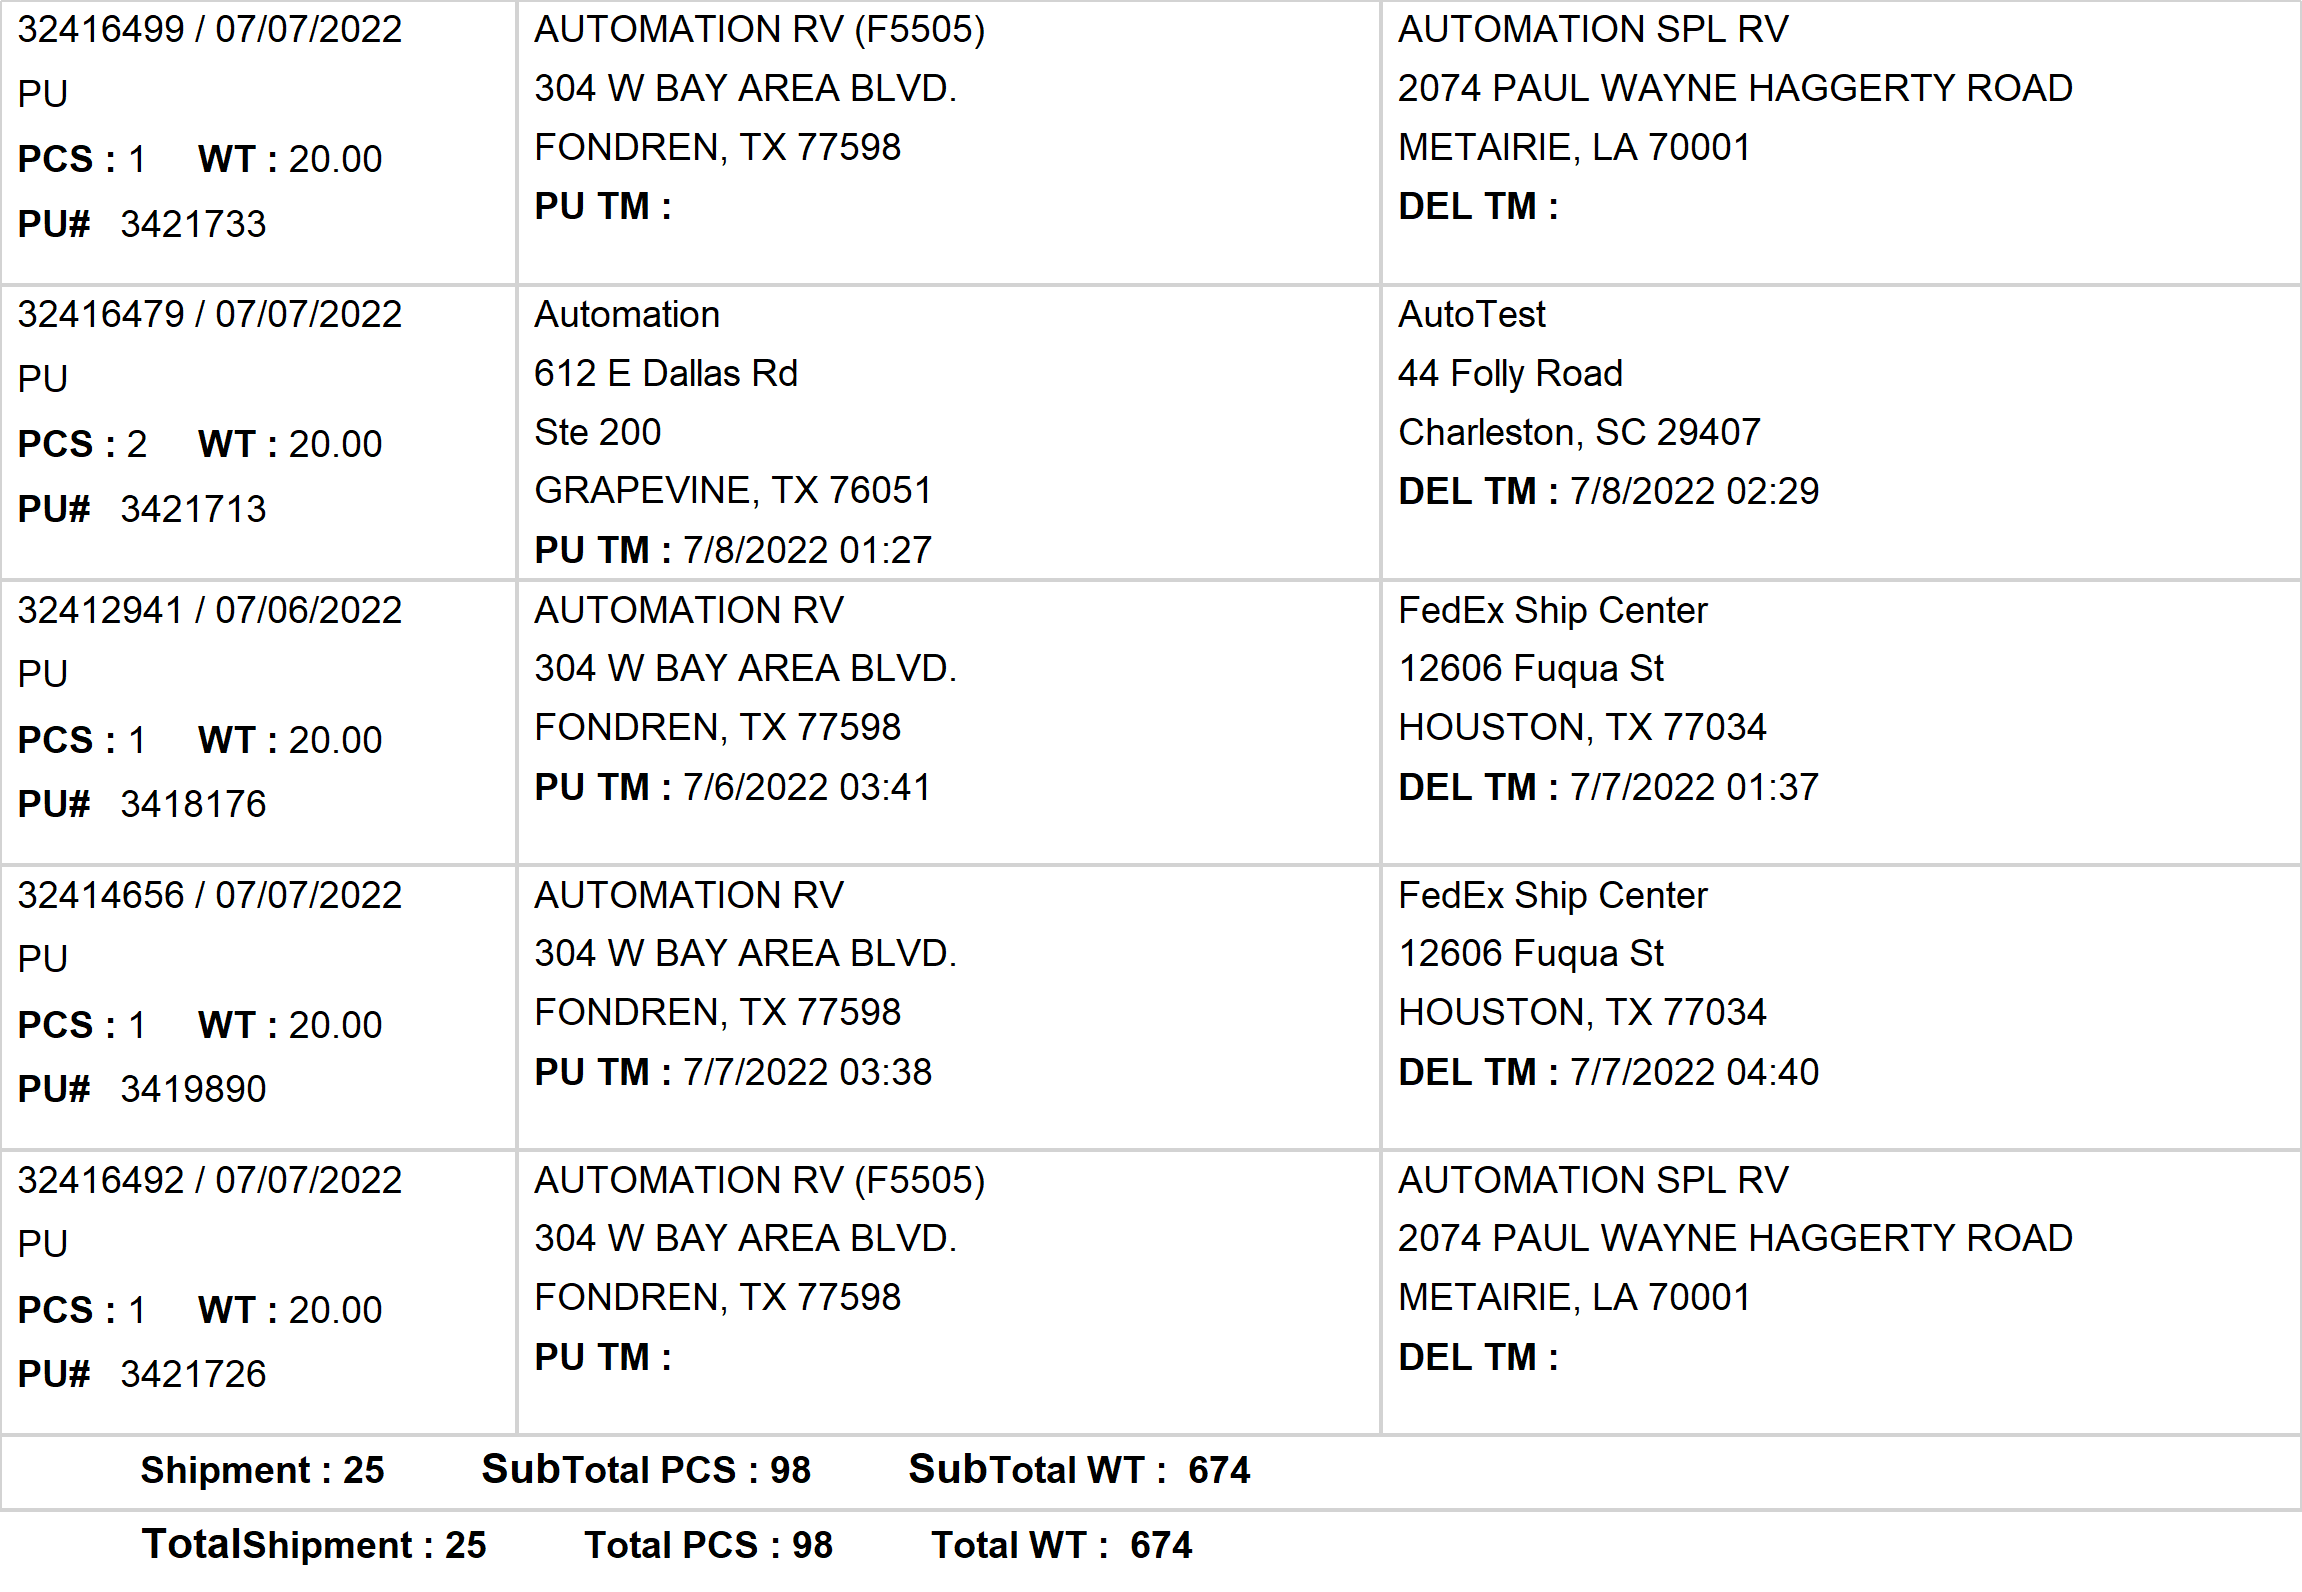 32416499 / 07/07/2022
PU
PCS : 1 WT : 20.00
PU# 3421733
AUTOMATION RV (F5505)
304 W BAY AREA BLVD.
FONDREN, TX 77598
PU TM :
AUTOMATION SPL RV
2074 PAUL WAYNE HAGGERTY ROAD
METAIRIE, LA 70001
DEL TM :
32416479 / 07/07/2022
PU
PCS : 2 WT : 20.00
PU# 3421713
Automation
612 E Dallas Rd
Ste 200
GRAPEVINE, TX 76051
PU TM : 7/8/2022 01:27
AutoTest
44 Folly Road
Charleston, SC 29407
DEL TM : 7/8/2022 02:29
32412941 / 07/06/2022
PU
PCS : 1 WT : 20.00
PU# 3418176
AUTOMATION RV
304 W BAY AREA BLVD.
FONDREN, TX 77598
PU TM : 7/6/2022 03:41
FedEx Ship Center
12606 Fuqua St
HOUSTON, TX 77034
DEL TM : 7/7/2022 01:37
32414656 / 07/07/2022
PU
PCS : 1 WT : 20.00
PU# 3419890
AUTOMATION RV
304 W BAY AREA BLVD.
FONDREN, TX 77598
PU TM : 7/7/2022 03:38
FedEx Ship Center
12606 Fuqua St
HOUSTON, TX 77034
DEL TM : 7/7/2022 04:40
32416492 / 07/07/2022
PU
PCS : 1 WT : 20.00
PU# 3421726
AUTOMATION RV (F5505)
304 W BAY AREA BLVD.
FONDREN, TX 77598
PU TM :
AUTOMATION SPL RV
2074 PAUL WAYNE HAGGERTY ROAD
METAIRIE, LA 70001
DEL TM :
Shipment : 25 SubTotal PCS : 98 SubTotal WT : 674
TotalShipment : 25 Total PCS : 98 Total WT : 674